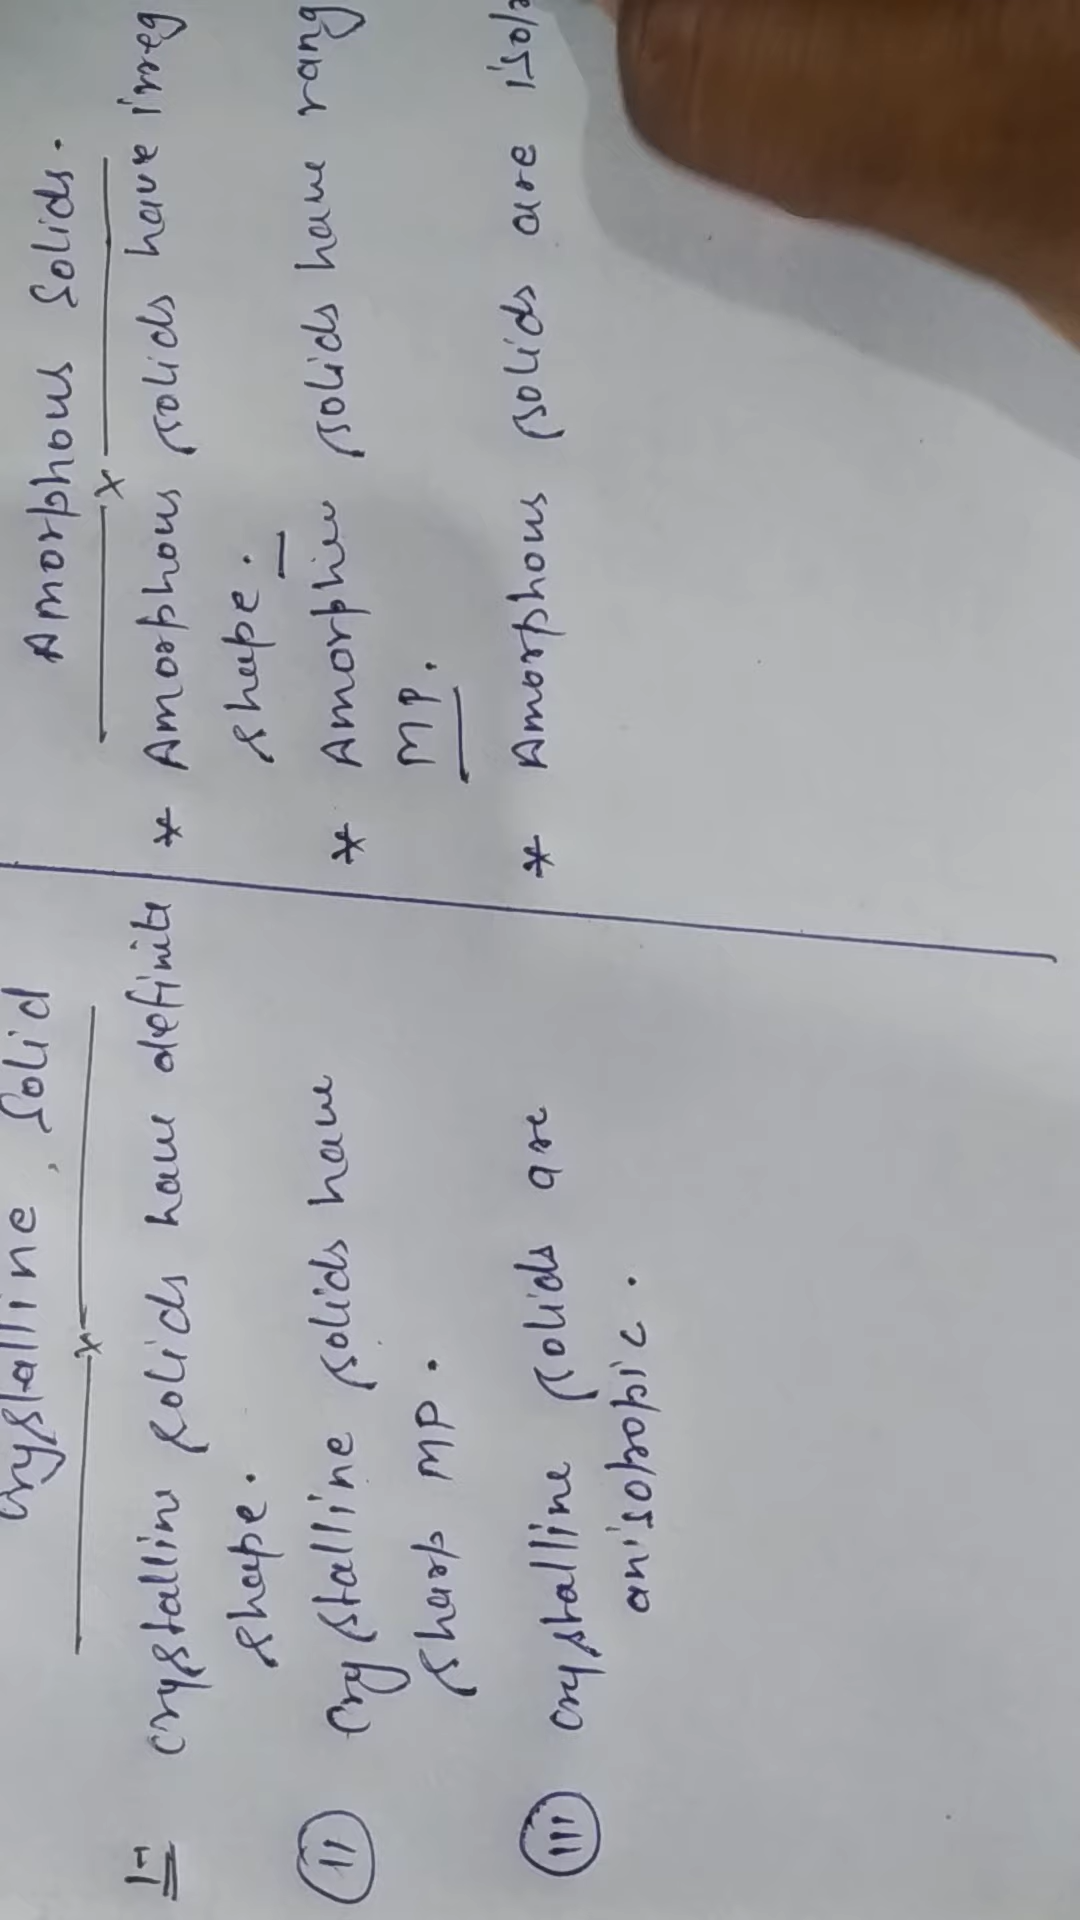 Crystalline Solid
Amorphous Solids.
I crystalline solids have definite
shape.
* Amorphous solids have irreg
shape.
(ii) Crystalline solids have
sharp MP.
* Amorphou solids have rang
MP.
(iii) crystalline solids are
anisotropic.
* Amorphous solids are